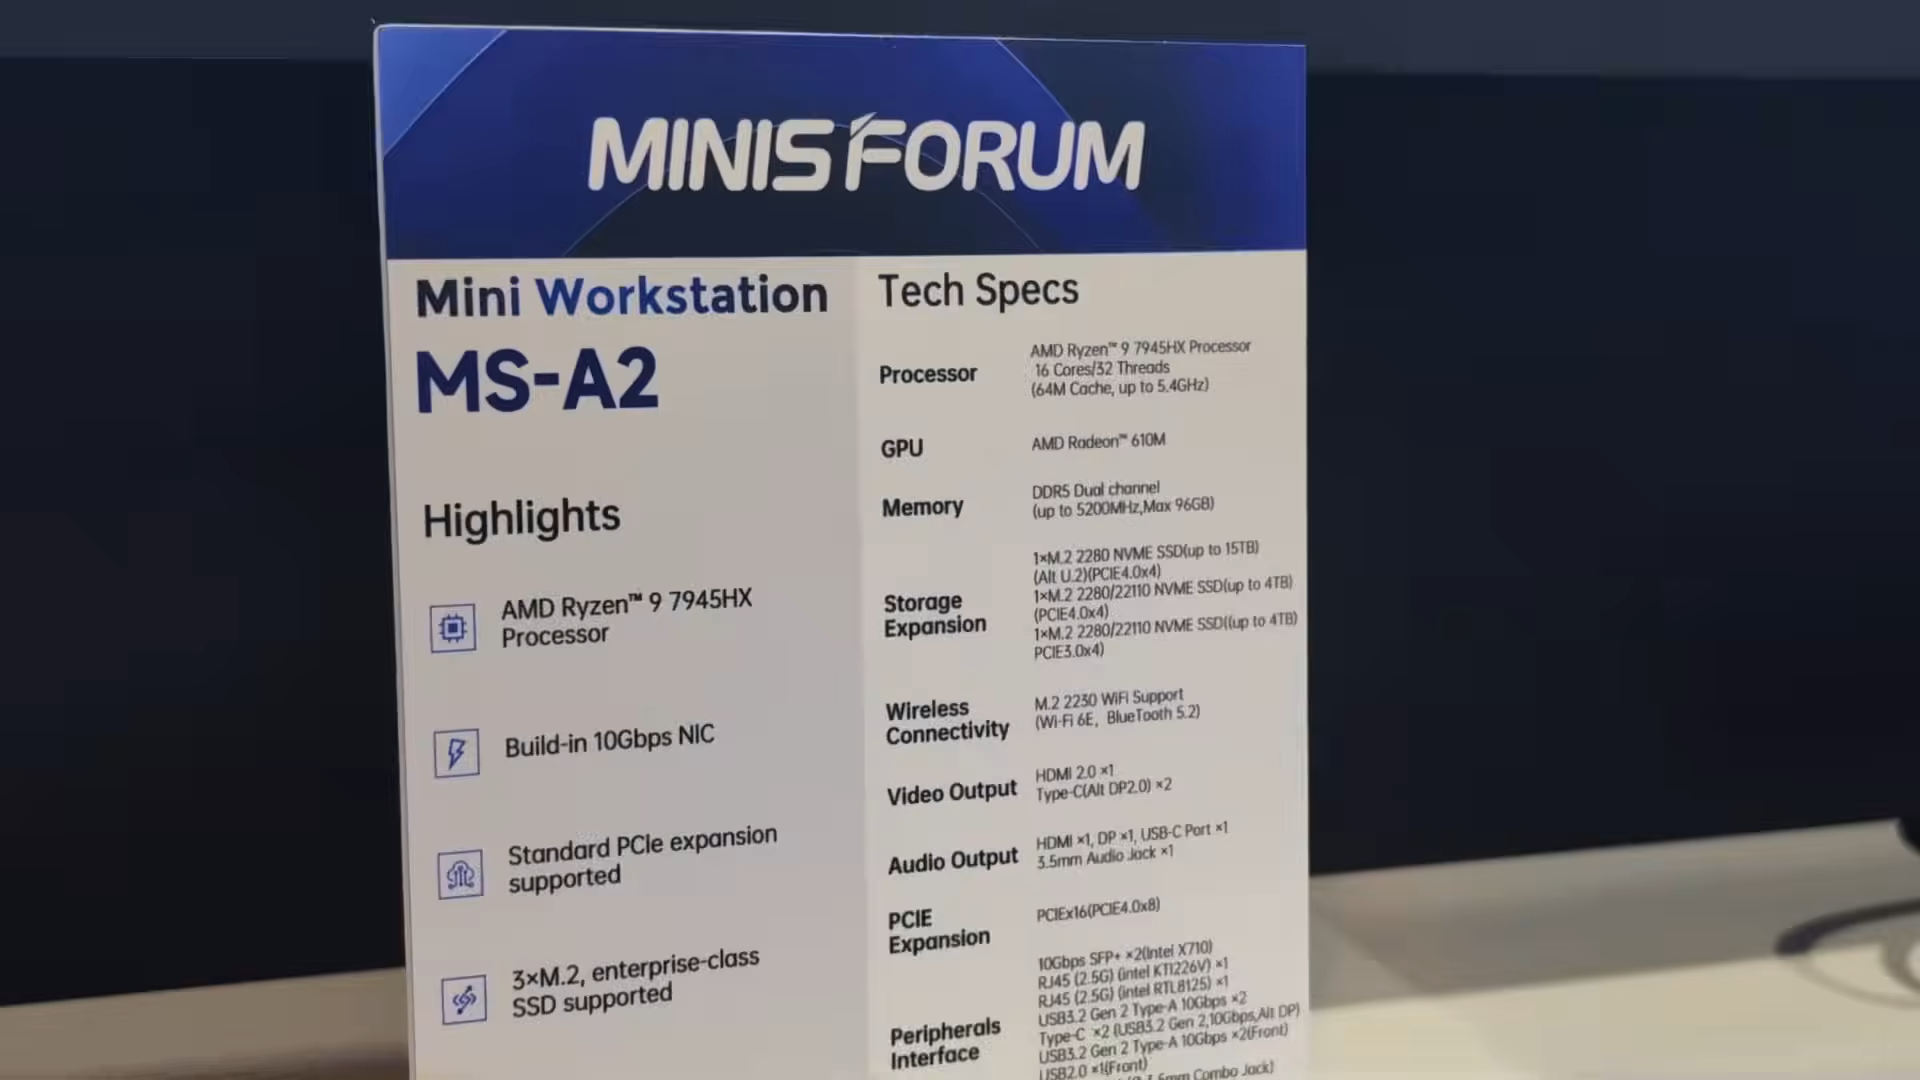 MINISFORUM
Mini Workstation
MS-A2
Highlights
AMD Ryzen™ 9 7945HX
Processor
Build-in 10Gbps NIC
Standard PCIe expansion
supported
3×M.2, enterprise-class
SSD supported
Tech Specs
Processor
AMD Ryzen™ 9 7945HX Processor
16 Cores/32 Threads
(64M Cache, up to 5.4GHz)
GPU
AMD Radeon™ 610M
Memory
DDR5 Dual channel
(up to 5200MHz,Max 96GB)
Storage
Expansion
1×M.2 2280 NVME SSD(up to 15TB)
(Alt U.2)(PCIE4.0x4)
1×M.2 2280/22110 NVME SSD(up to 4TB)
(PCIE4.0x4)
1×M.2 2280/22110 NVME SSD((up to 4TB)
PCIE3.0x4)
Wireless
Connectivity
M.2 2230 WiFi Support
(Wi-Fi 6E, BlueTooth 5.2)
Video Output
HDMI 2.0 ×1
Type-C(Alt DP2.0) ×2
Audio Output
HDMI ×1, DP ×1, USB-C Port ×1
3.5mm Audio Jack ×1
PCIE
Expansion
PCIEx16(PCIE4.0x8)
Peripherals
Interface
10Gbps SFP+ ×2(Intel X710)
RJ45 (2.5G) (intel KTI226V) ×1
RJ45 (2.5G) (intel RTL8125) ×1
USB3.2 Gen 2 Type-A 10Gbps ×2
Type-C ×2 (USB3.2 Gen 2,10Gbps,Alt DP)
USB3.2 Gen 2 Type-A 10Gbps ×2(Front)
USB2.0 ×1(Front)
3.5mm Combo Jack)